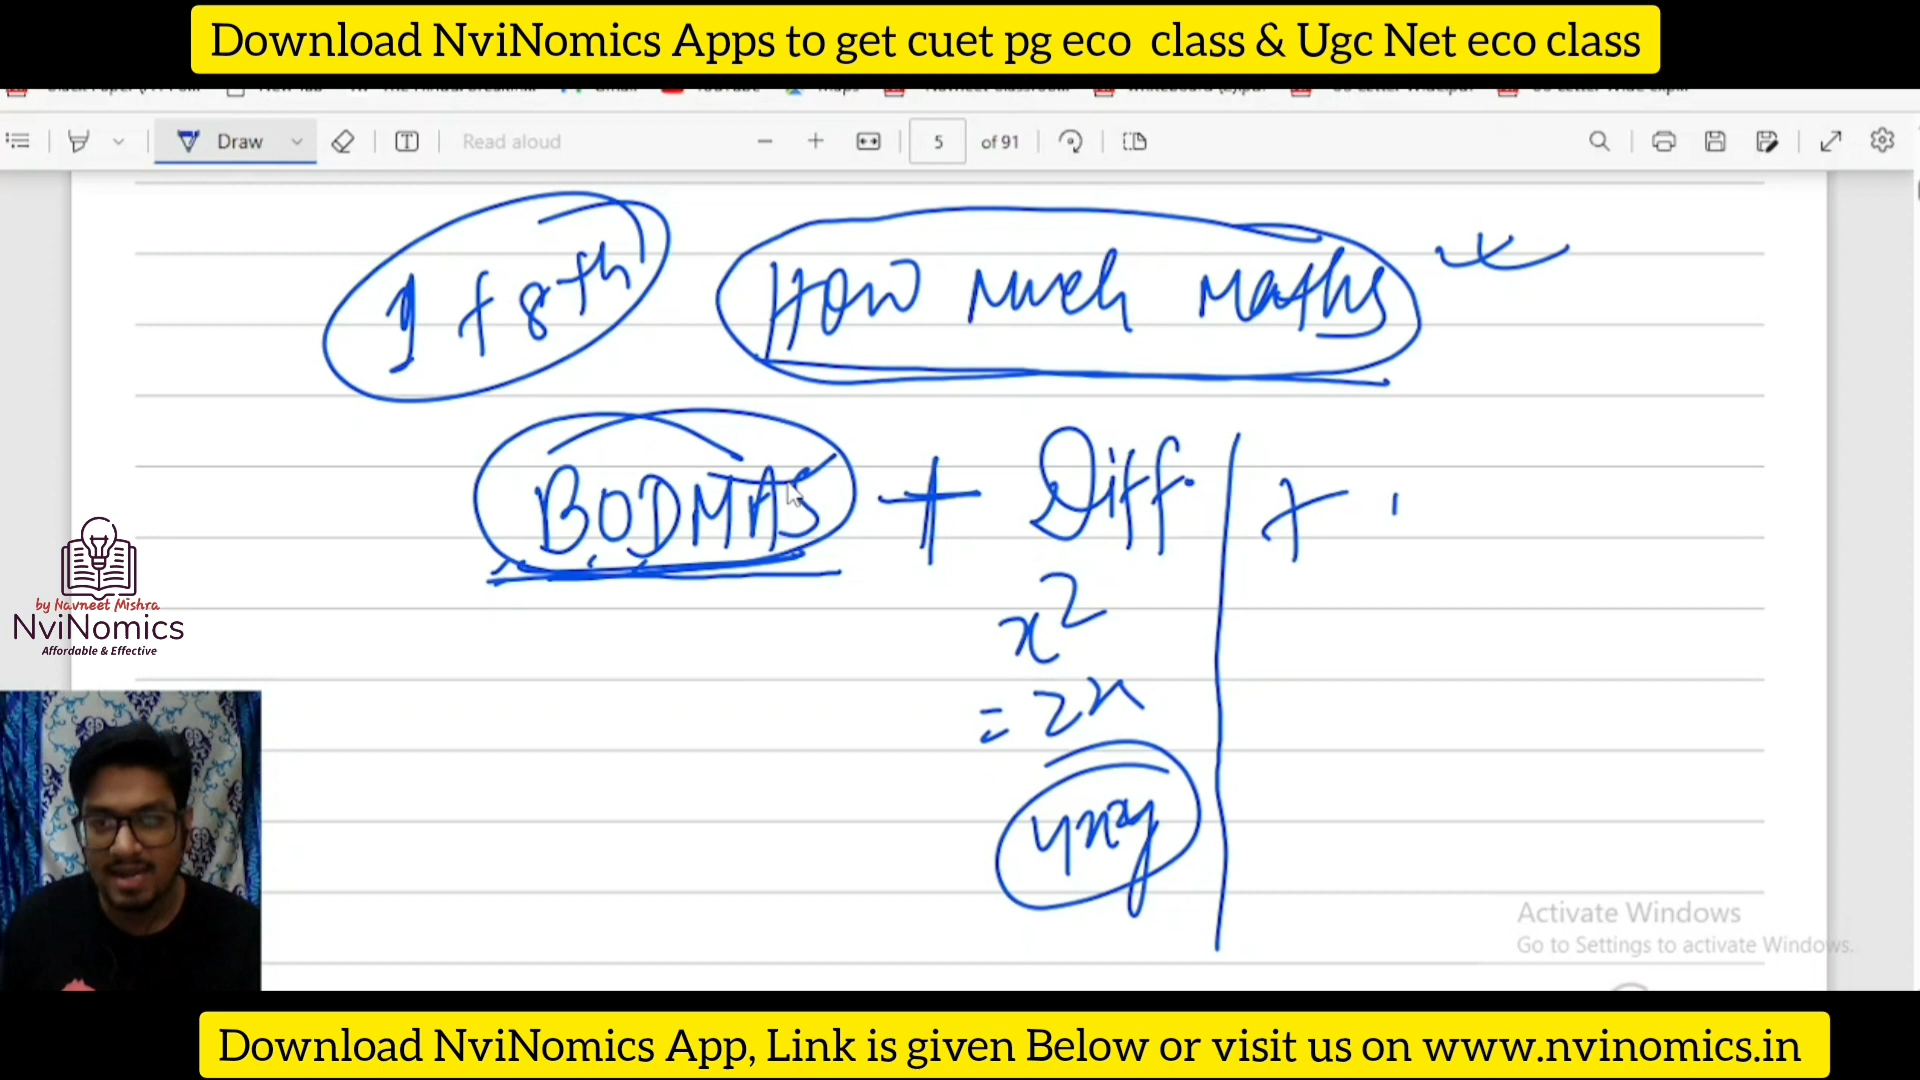 Download NviNomics Apps to get cuet pg eco class & Ugc Net eco class
Draw
Read aloud
5 of 91
8th How Much Maths
BODMAS + Diff. +
x²
= 2x
by Navneet Mishra
NviNomics
Affordable & Effective
Activate Windows
Go to Settings to activate Windows.
Download NviNomics App, Link is given Below or visit us on www.nvinomics.in